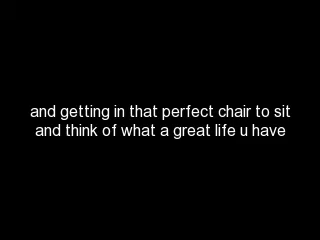 and getting in that perfect chair to sit
and think of what a great life u have